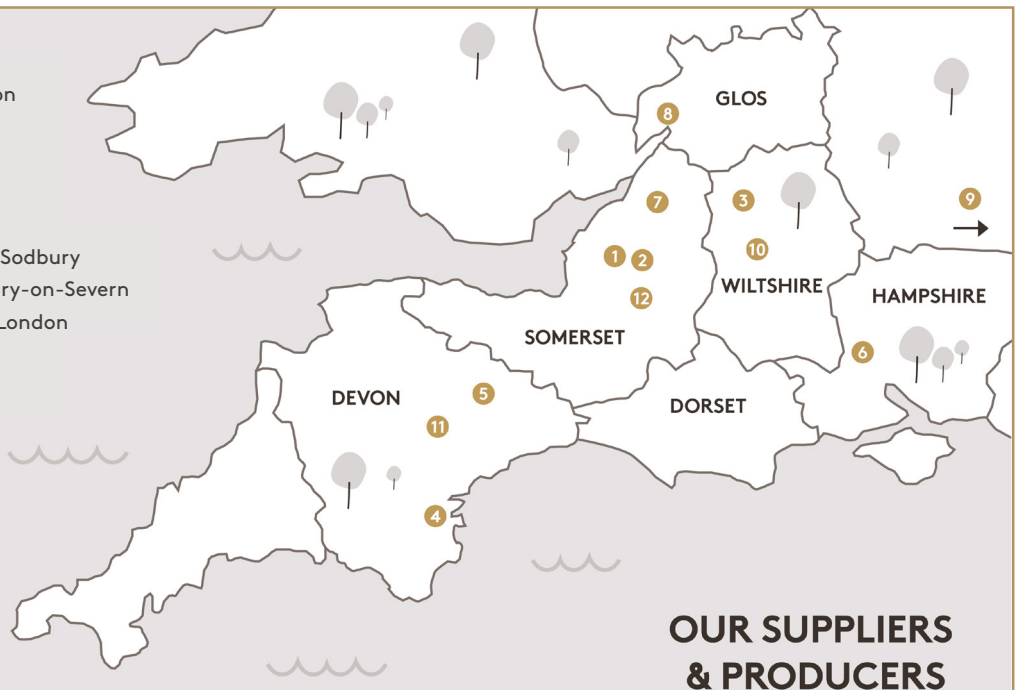 on
Sodbury
ry-on-Severn
London
GLOS
8
7
3
9
1
2
10
WILTSHIRE
HAMPSHIRE
12
SOMERSET
6
DEVON
5
DORSET
11
4
OUR SUPPLIERS
& PRODUCERS